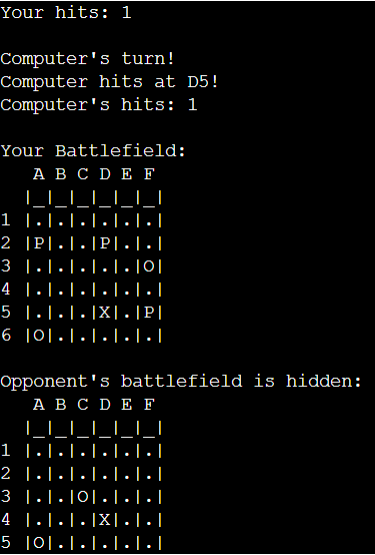 Your hits: 1
Computer's turn!
Computer hits at D5!
Computer's hits: 1
Your Battlefield:
   A B C D E F
  |_|_|_|_|_|_|
1 |.|.|.|.|.|.|
2 |P|.|.|P|.|.|
3 |.|.|.|.|.|O|
4 |.|.|.|.|.|.|
5 |.|.|.|X|.|P|
6 |O|.|.|.|.|.|
Opponent's battlefield is hidden:
   A B C D E F
  |_|_|_|_|_|_|
1 |.|.|.|.|.|.|
2 |.|.|.|.|.|.|
3 |.|.|O|.|.|.|
4 |.|.|.|X|.|.|
5 |O|.|.|.|.|.|